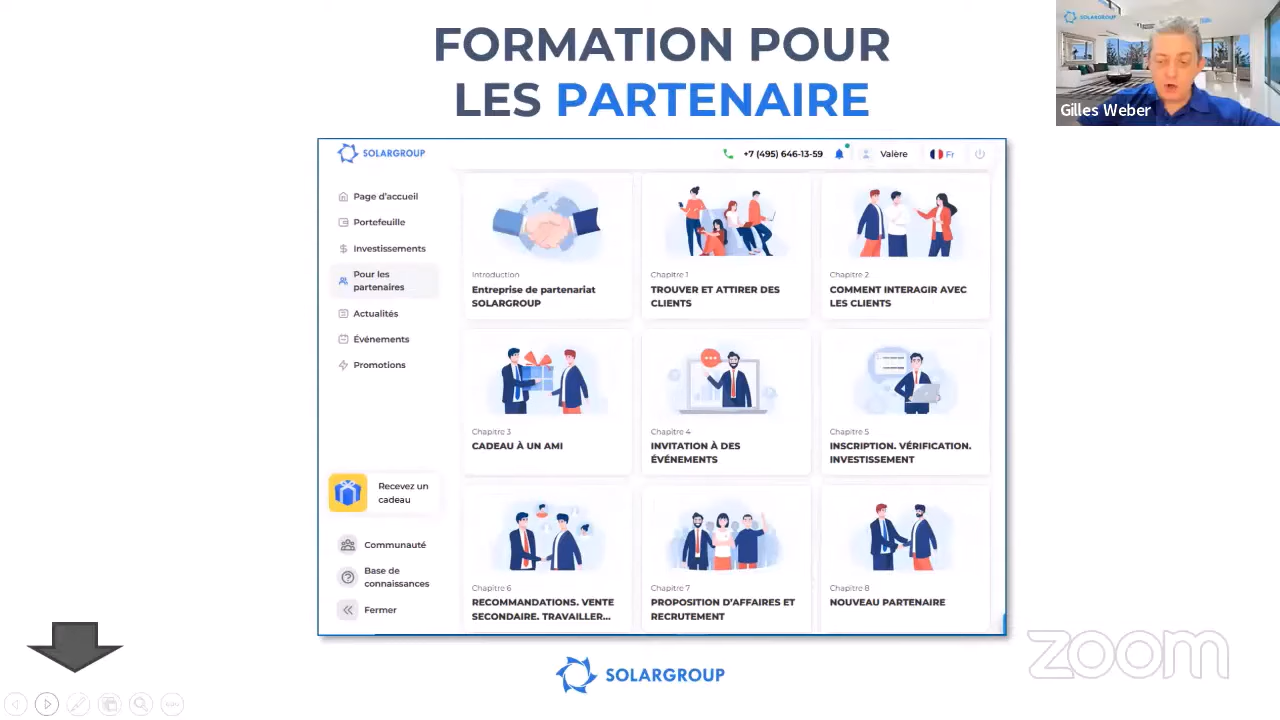 FORMATION POUR
LES PARTENAIRE
SOLARGROUP
Gilles Weber
SOLARGROUP
+7 (495) 646-13-59
Valère
Fr
Page d'accueil
Portefeuille
Investissements
Pour les
partenaires
Actualités
Événements
Promotions
Recevez un
cadeau
Communauté
Base de
connaissances
Fermer
Introduction
Entreprise de partenariat
SOLARGROUP
Chapitre 1
TROUVER ET ATTIRER DES
CLIENTS
Chapitre 2
COMMENT INTERAGIR AVEC
LES CLIENTS
Chapitre 3
CADEAU À UN AMI
Chapitre 4
INVITATION À DES
ÉVÉNEMENTS
Chapitre 5
INSCRIPTION. VÉRIFICATION.
INVESTISSEMENT
Chapitre 6
RECOMMANDATIONS. VENTE
SECONDAIRE. TRAVAILLER...
Chapitre 7
PROPOSITION D'AFFAIRES ET
RECRUTEMENT
Chapitre 8
NOUVEAU PARTENAIRE
SOLARGROUP
zoom